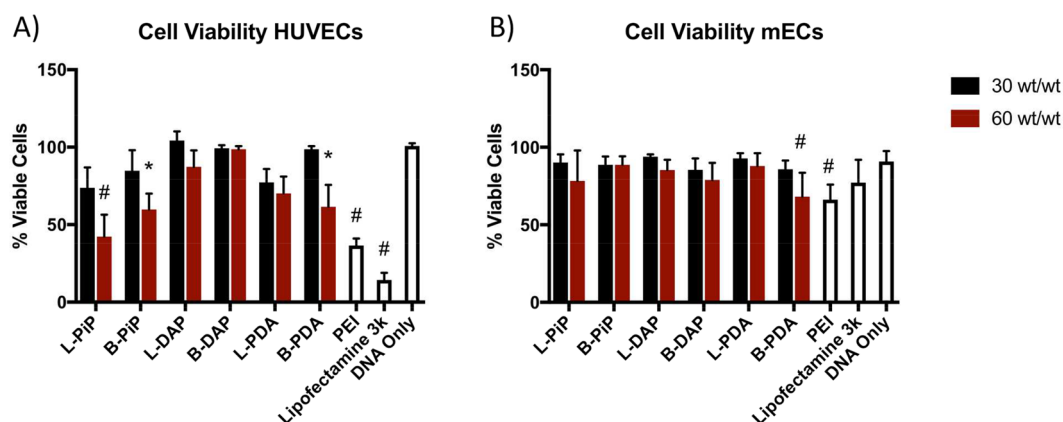 A)
Cell Viability HUVECs
% Viable Cells
150
100
50
0
#
*
*
#
#
L-PiP
B-PiP
L-DAP
B-DAP
L-PDA
B-PDA
PEI
Lipofectamine 3k
DNA Only
B)
Cell Viability mECs
% Viable Cells
150
100
50
0
#
#
L-PiP
B-PiP
L-DAP
B-DAP
L-PDA
B-PDA
PEI
Lipofectamine 3k
DNA Only
30 wt/wt
60 wt/wt